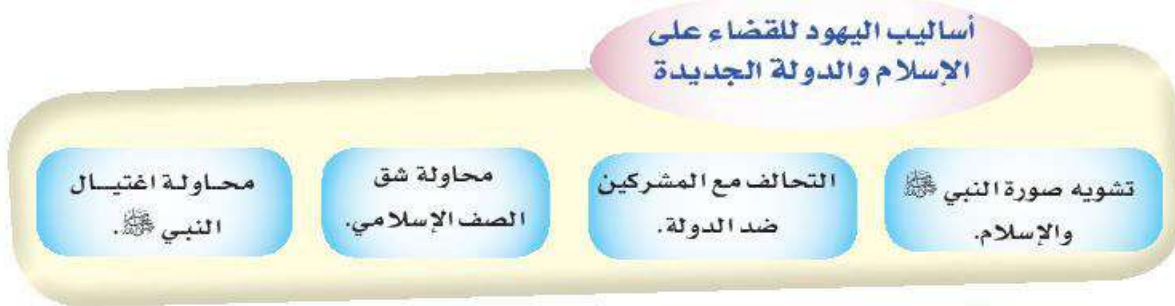 أساليب اليهود للقضاء على
الإسلام والدولة الجديدة
تشويه صورة النبي ﷺ
والإسلام.
التحالف مع المشركين
ضد الدولة.
محاولة شق
الصف الإسلامي.
محاولة اغتيال
النبي ﷺ.